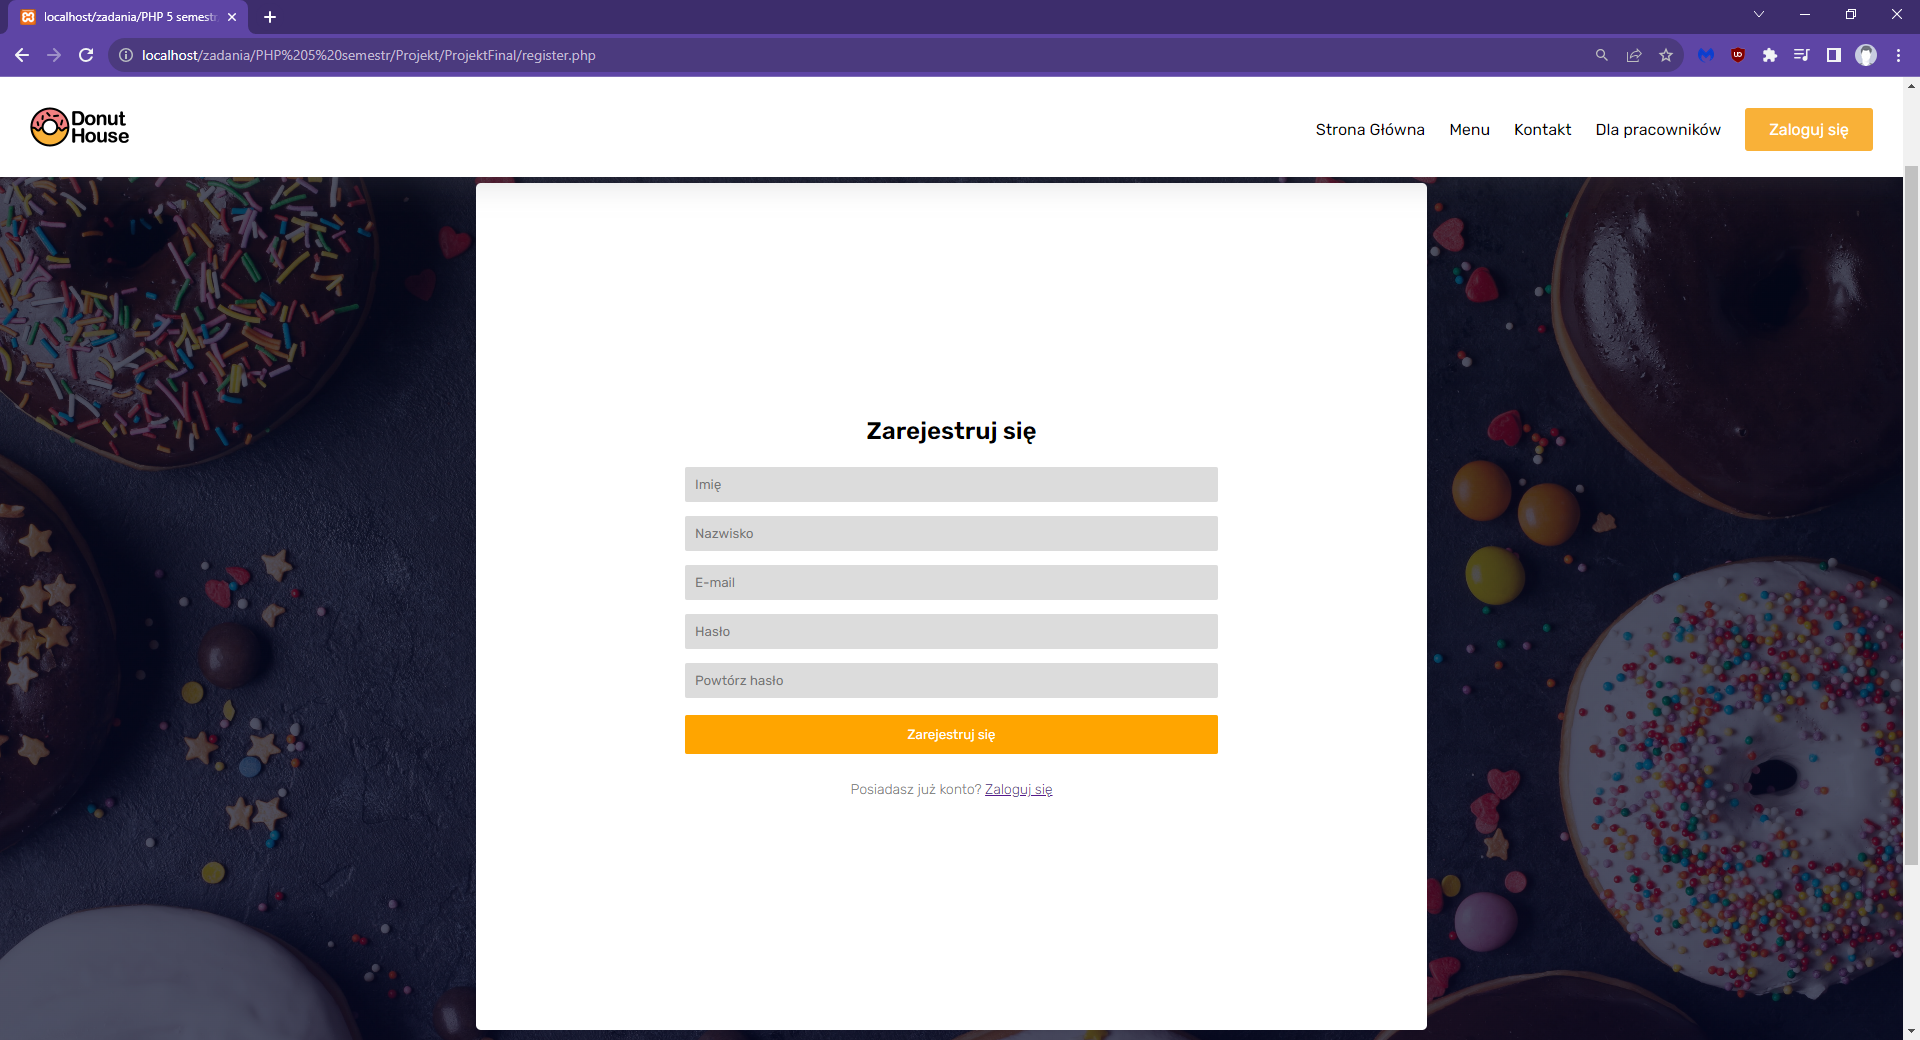 localhost/zadania/PHP 5 semestr
localhost/zadania/PHP%205%20semestr/Projekt/ProjektFinal/register.php
Donut
House
Strona Główna
Menu
Kontakt
Dla pracowników
Zaloguj się
Zarejestruj się
Imię
Nazwisko
E-mail
Hasło
Powtórz hasło
Zarejestruj się
Posiadasz już konto? Zaloguj się